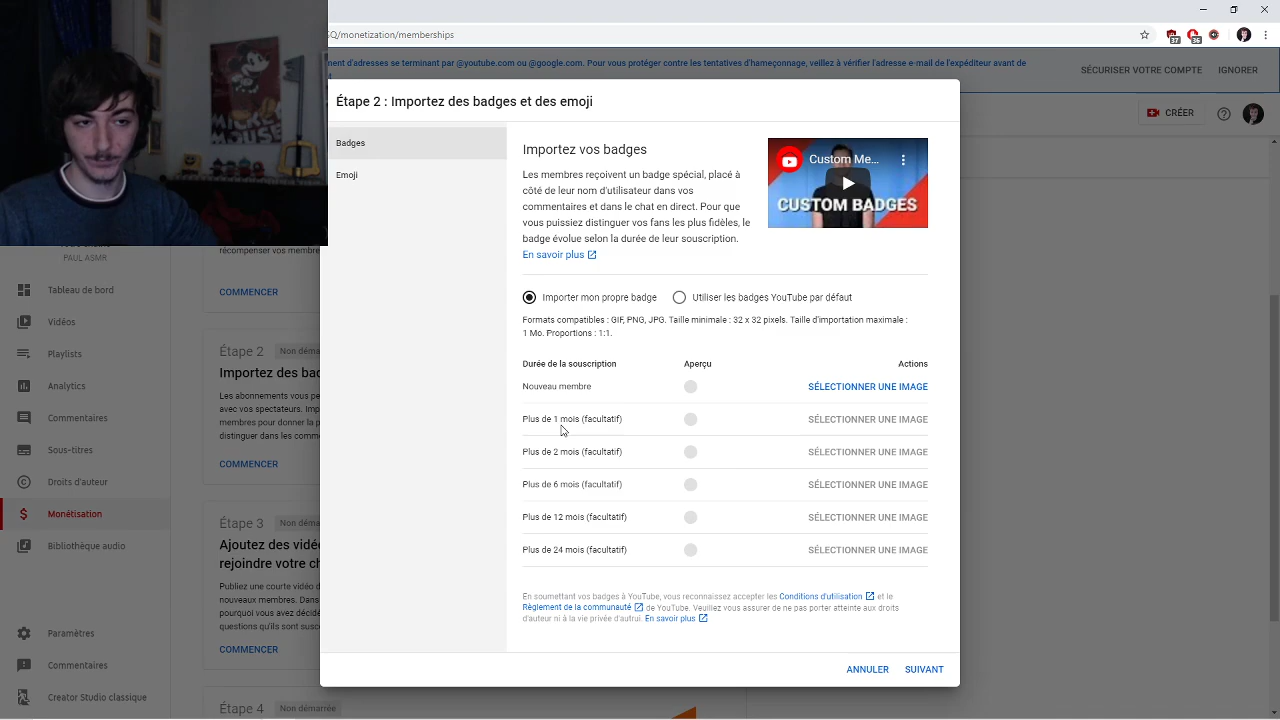 Q/monetization/memberships
37
36
ment d'adresses se terminant par @youtube.com ou @google.com. Pour vous protéger contre les tentatives d'hameçonnage, veillez à vérifier l'adresse e-mail de l'expéditeur avant de
SÉCURISER VOTRE COMPTE
IGNORER
CRÉER
MICKEY
MOUSE
Étape 2 : Importez des badges et des emoji
Badges
Emoji
Importez vos badges
Les membres reçoivent un badge spécial, placé à
côté de leur nom d'utilisateur dans vos
commentaires et dans le chat en direct. Pour que
vous puissiez distinguer vos fans les plus fidèles, le
badge évolue selon la durée de leur souscription.
En savoir plus
Custom Me...
CUSTOM BADGES
Importer mon propre badge
Utiliser les badges YouTube par défaut
Formats compatibles : GIF, PNG, JPG. Taille minimale : 32 x 32 pixels. Taille d'importation maximale :
1 Mo. Proportions : 1:1.
Durée de la souscription Aperçu Actions
Nouveau membre SÉLECTIONNER UNE IMAGE
Plus de 1 mois (facultatif) SÉLECTIONNER UNE IMAGE
Plus de 2 mois (facultatif) SÉLECTIONNER UNE IMAGE
Plus de 6 mois (facultatif) SÉLECTIONNER UNE IMAGE
Plus de 12 mois (facultatif) SÉLECTIONNER UNE IMAGE
Plus de 24 mois (facultatif) SÉLECTIONNER UNE IMAGE
En soumettant vos badges à YouTube, vous reconnaissez accepter les Conditions d'utilisation et le
Règlement de la communauté de YouTube. Veuillez vous assurer de ne pas porter atteinte aux droits
d'auteur ni à la vie privée d'autrui. En savoir plus
ANNULER
SUIVANT
PAUL ASMR
Tableau de bord
Vidéos
Playlists
Analytics
Commentaires
Sous-titres
Droits d'auteur
Monétisation
Bibliothèque audio
Paramètres
Commentaires
Creator Studio classique
récompenser vos membre
COMMENCER
Étape 2 Non déma
Importez des bad
Les abonnements vous pe
avec vos spectateurs. Imp
membres pour donner la p
distinguer dans les comme
COMMENCER
Étape 3 Non déma
Ajoutez des vidé
rejoindre votre ch
Publiez une courte vidéo d
nouveaux membres. Dans
pourquoi vous avez décidé
questions qu'ils sont susc
COMMENCER
Étape 4 Non démarrée